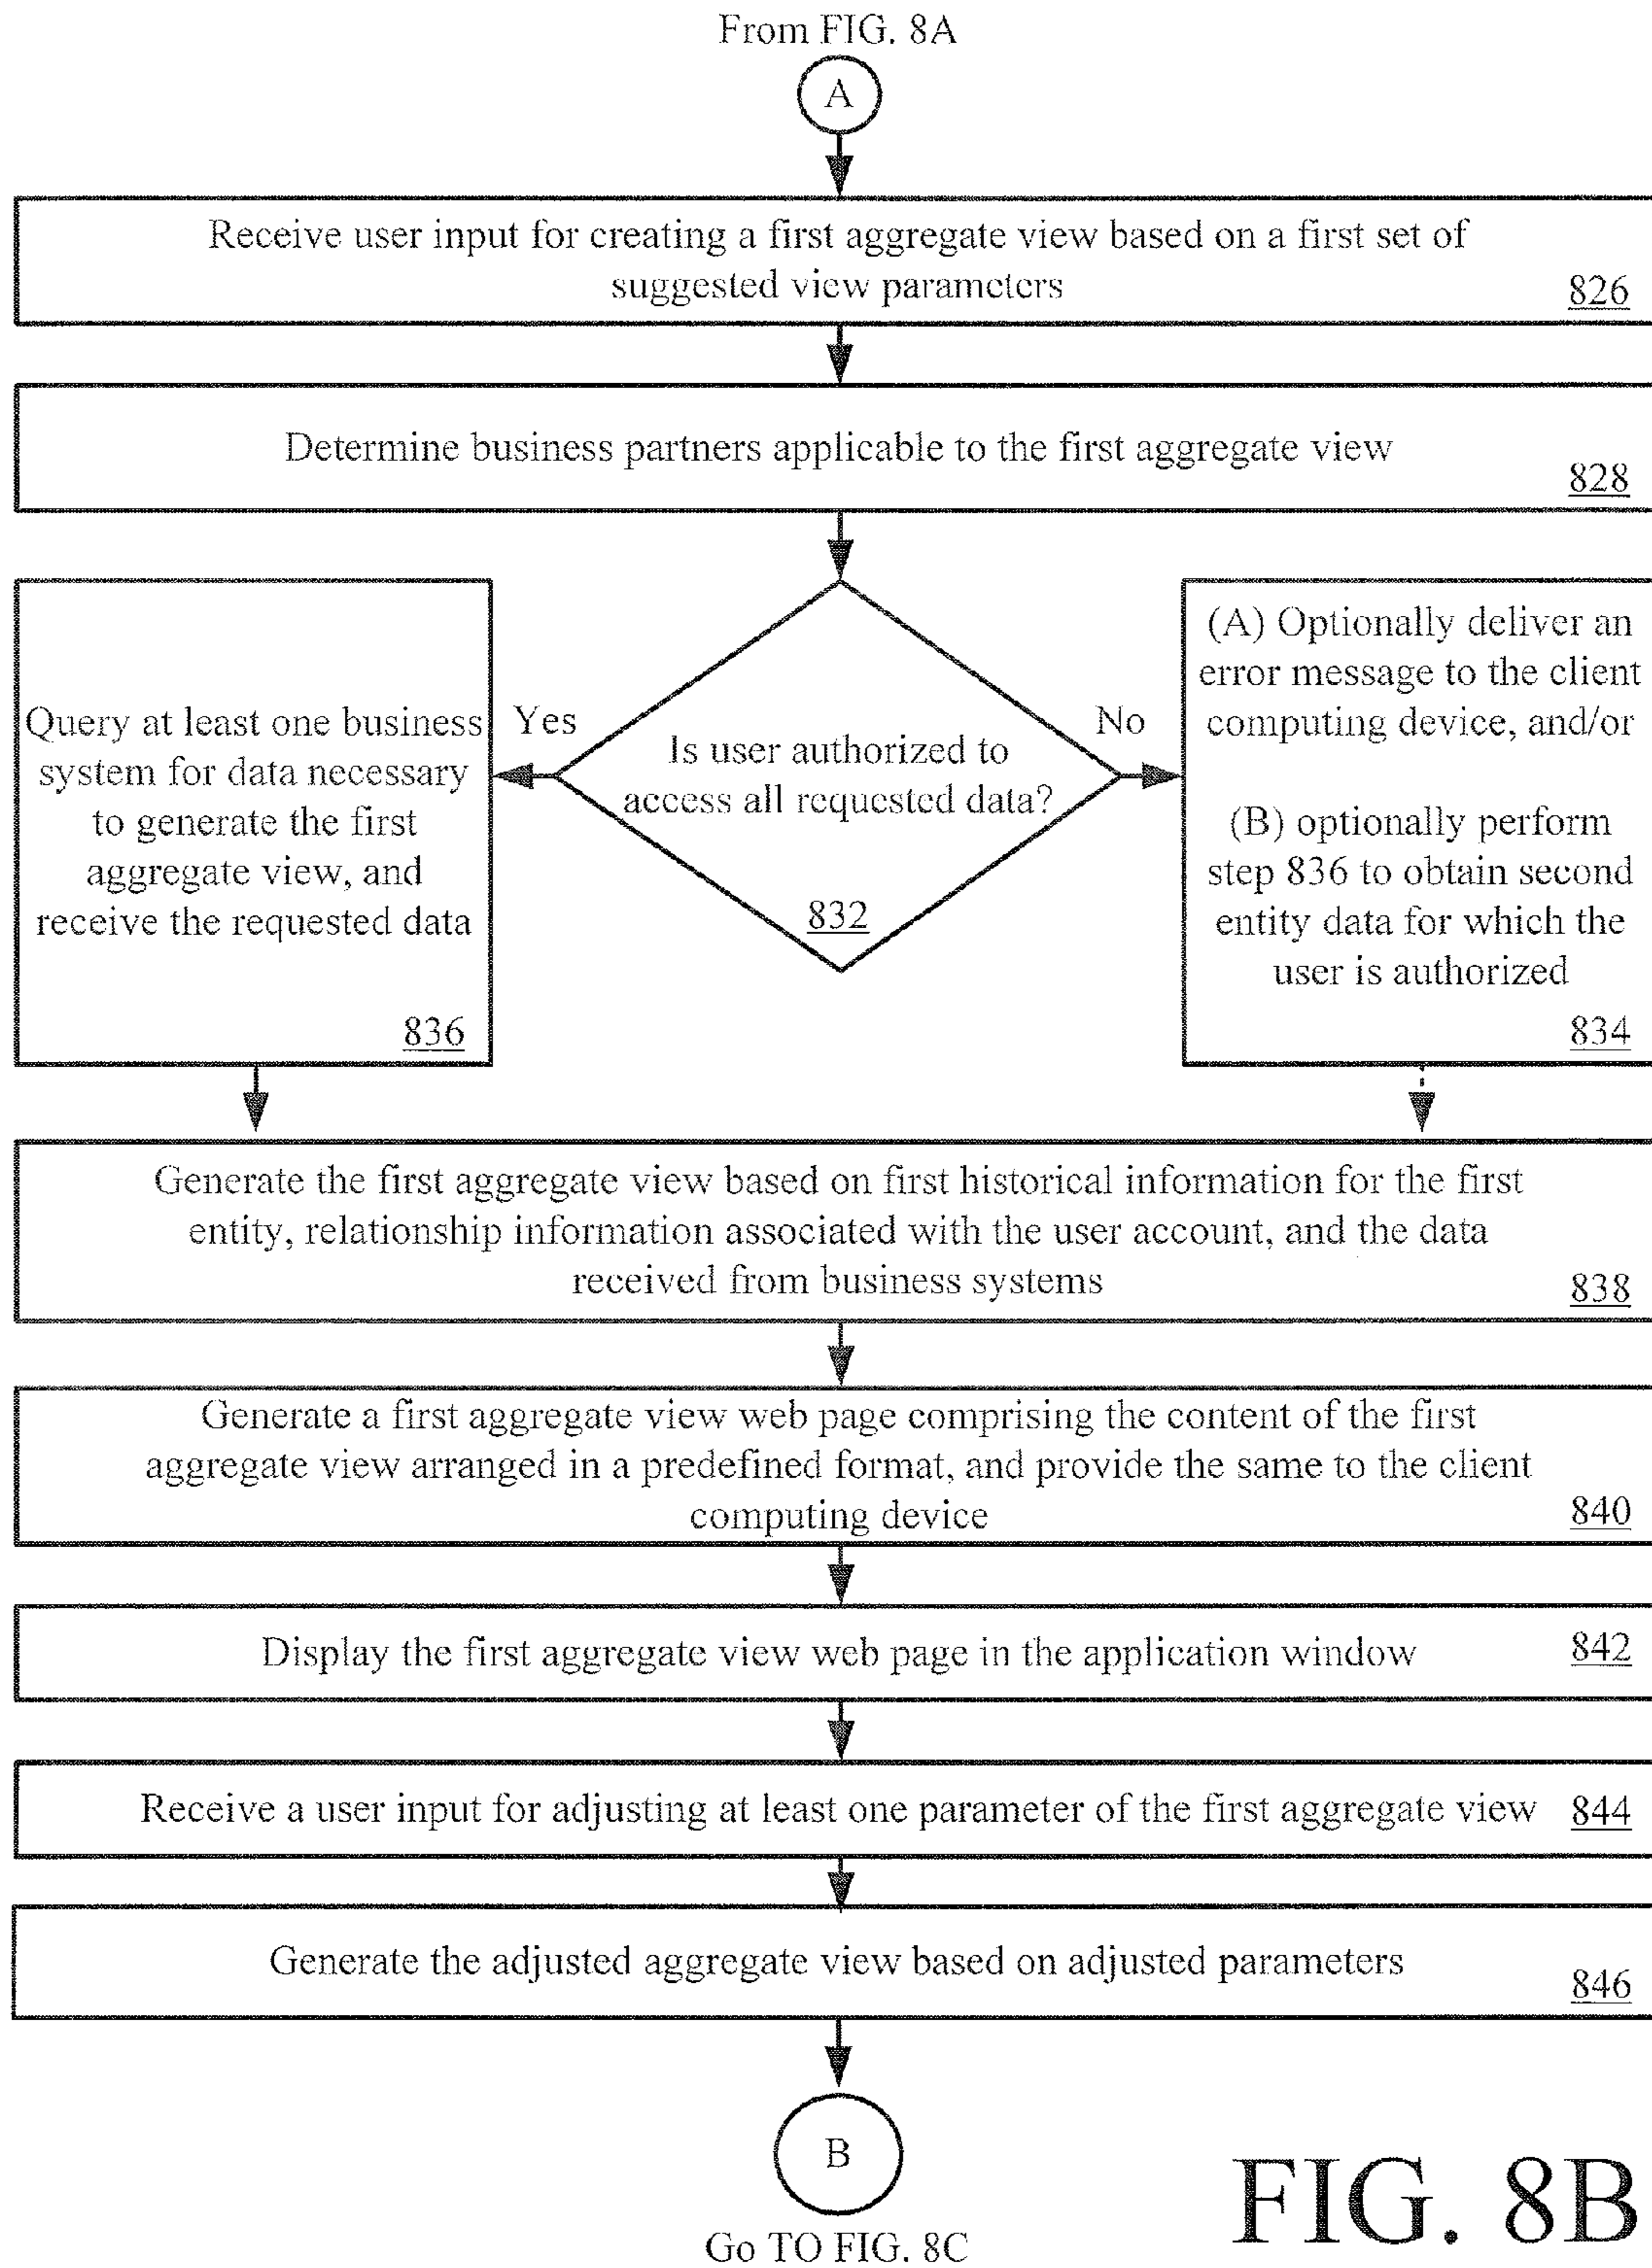 From FIG. 8A
A
Receive user input for creating a first aggregate view based on a first set of
suggested view parameters
826
Determine business partners applicable to the first aggregate view
828
Query at least one business
system for data necessary
to generate the first
aggregate view, and
receive the requested data
836
Yes
Is user authorized to
access all requested data?
832
No
(A) Optionally deliver an
error message to the client
computing device, and/or
(B) optionally perform
step 836 to obtain second
entity data for which the
user is authorized
834
Generate the first aggregate view based on first historical information for the first
entity, relationship information associated with the user account, and the data
received from business systems
838
Generate a first aggregate view web page comprising the content of the first
aggregate view arranged in a predefined format, and provide the same to the client
computing device
840
Display the first aggregate view web page in the application window
842
Receive a user input for adjusting at least one parameter of the first aggregate view
844
Generate the adjusted aggregate view based on adjusted parameters
846
B
Go TO FIG. 8C
FIG. 8B